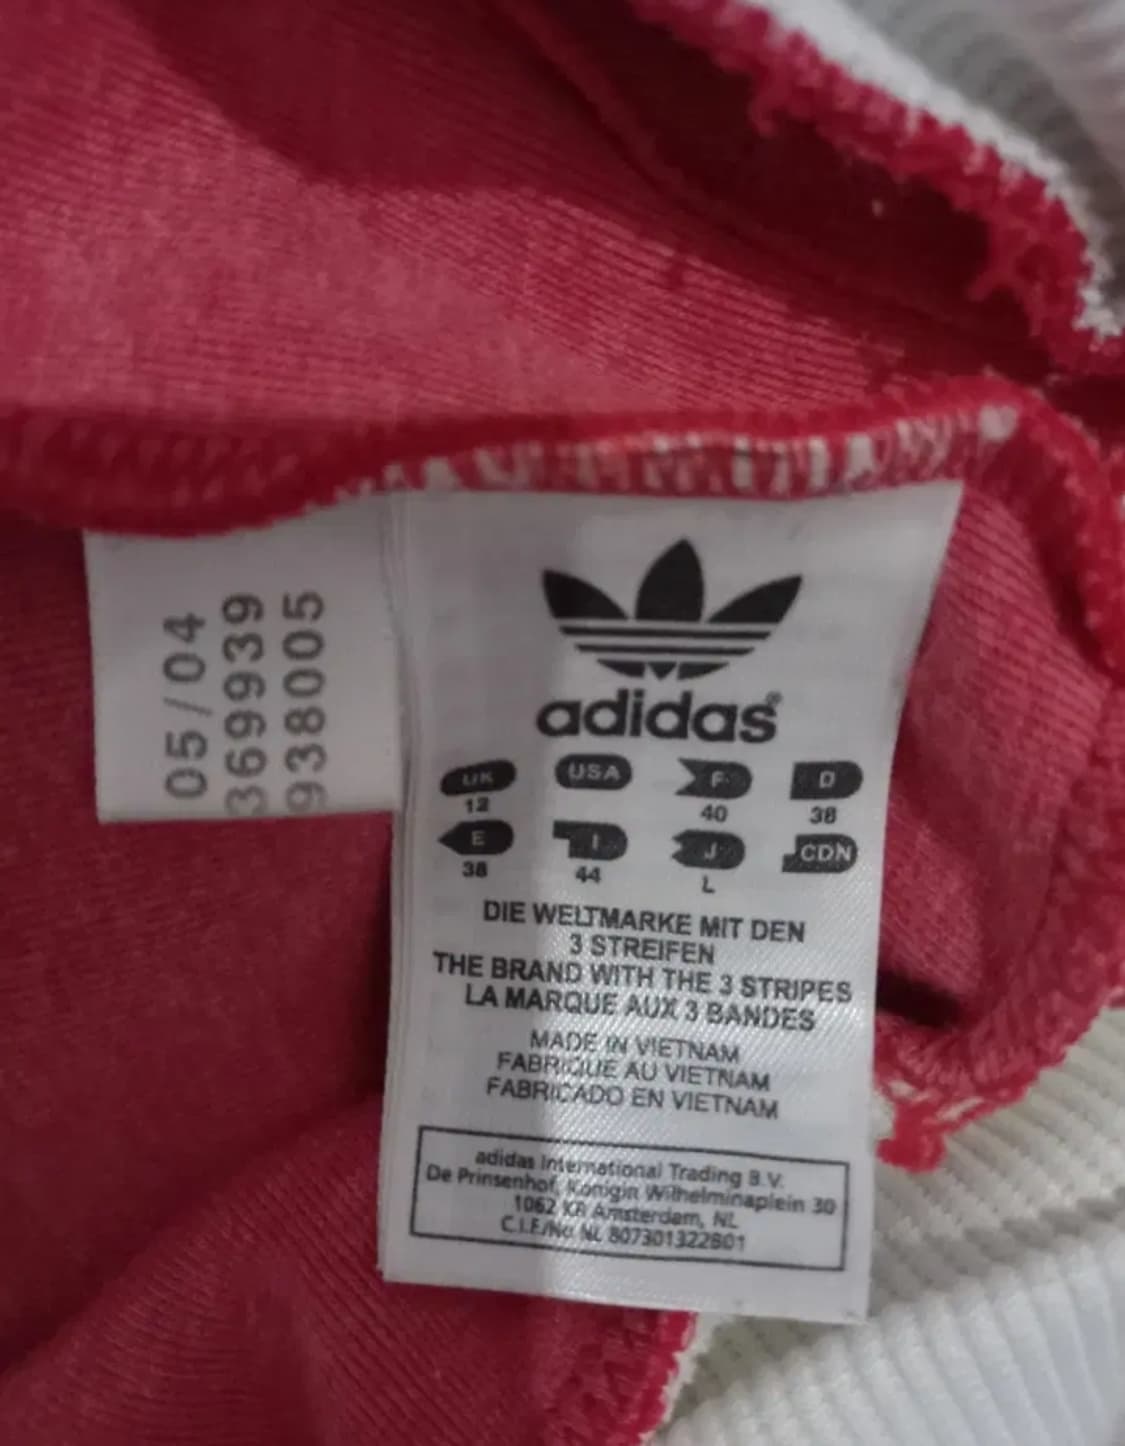 05/04
369939
938005
adidas®
UK USA F D
12 40 38
E I J CDN
38 44 L
DIE WELTMARKE MIT DEN
3 STREIFEN
THE BRAND WITH THE 3 STRIPES
LA MARQUE AUX 3 BANDES
MADE IN VIETNAM
FABRIQUE AU VIETNAM
FABRICADO EN VIETNAM
adidas International Trading B.V.
De Prinsenhof, Konigin Wilhelminaplein 30
1062 KR Amsterdam, NL
C.I.F./No NL 807301322B01